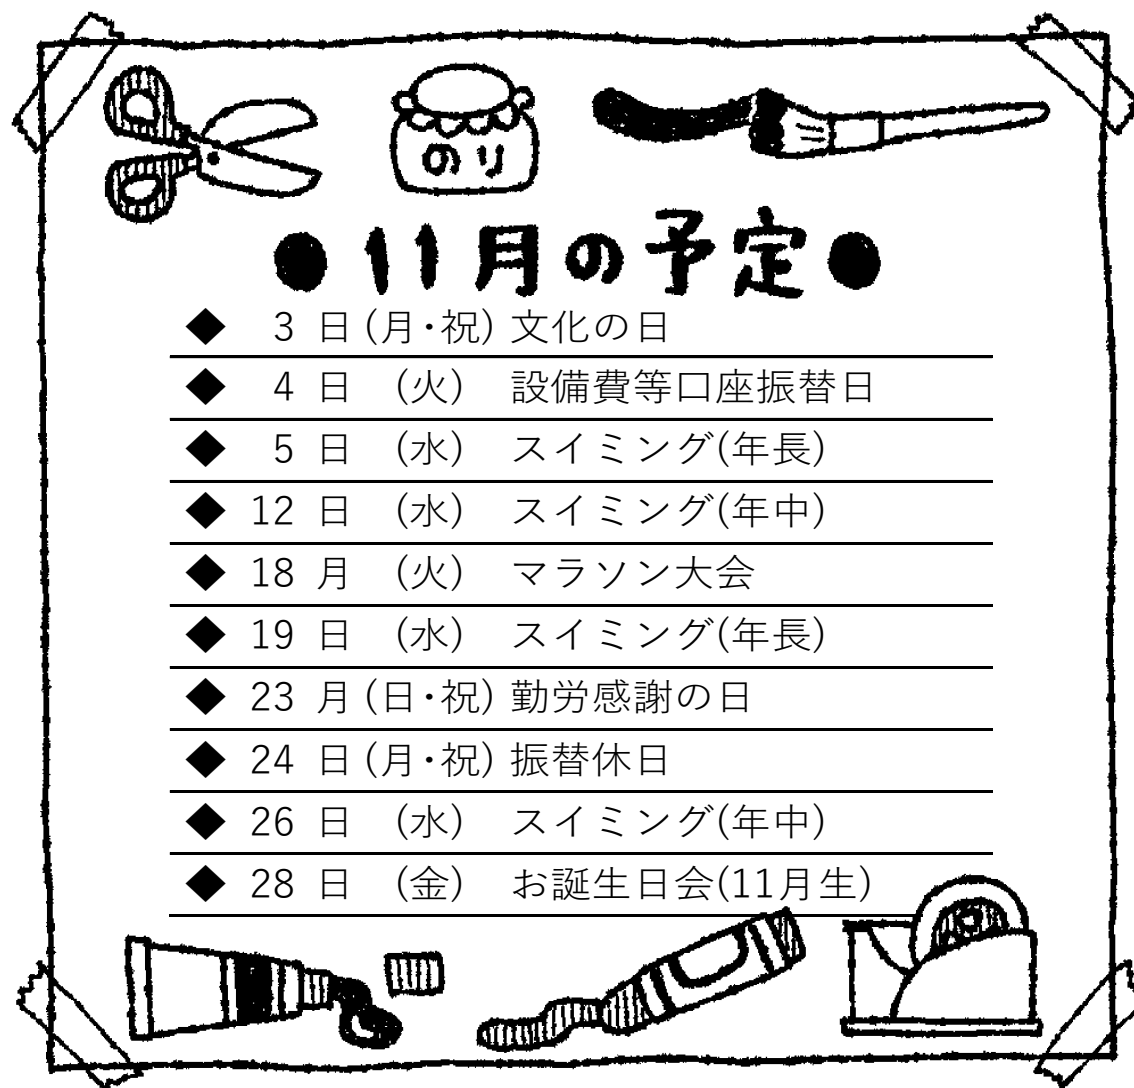 のり
●11月の予定●
◆ 3 日(月・祝) 文化の日
◆ 4 日 (火) 設備費等口座振替日
◆ 5 日 (水) スイミング(年長)
◆ 12 日 (水) スイミング(年中)
◆ 18 月 (火) マラソン大会
◆ 19 日 (水) スイミング(年長)
◆ 23 月(日・祝) 勤労感謝の日
◆ 24 日(月・祝) 振替休日
◆ 26 日 (水) スイミング(年中)
◆ 28 日 (金) お誕生日会(11月生)